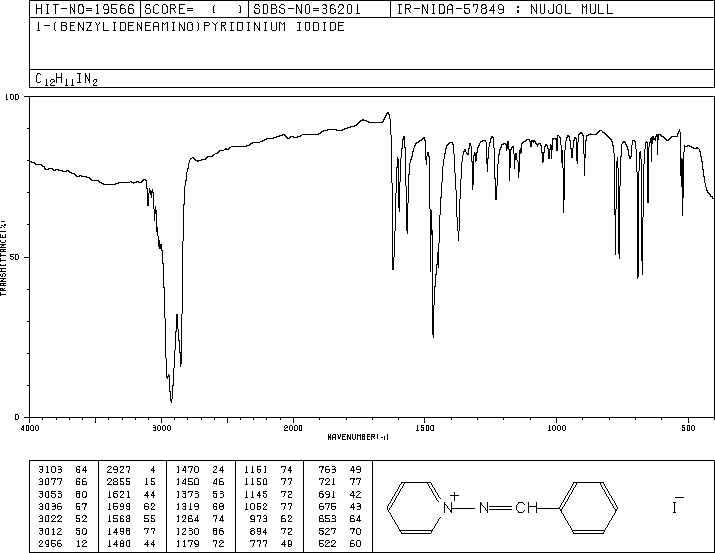 HIT-NO=19566 SCORE= ( ) SDBS-NO=36201 IR-NIDA-57849 : NUJOL MULL
1-(BENZYLIDENEAMINO)PYRIDINIUM IODIDE
C12H11IN2
100
50
0
TRANSMITTANCE(%)
4000 3000 2000 1500 1000 500
WAVENUMBER(-1)
3103 64 2927 4 1470 24 1161 74 763 49
3077 66 2855 15 1450 46 1150 77 721 77
3053 60 1621 44 1373 53 1145 72 691 42
3036 57 1599 62 1319 68 1052 77 675 43
3022 52 1568 55 1264 74 973 62 653 64
3012 50 1498 77 1230 66 894 72 527 70
2956 12 1480 44 1179 72 777 49 522 60
N + N CH I −